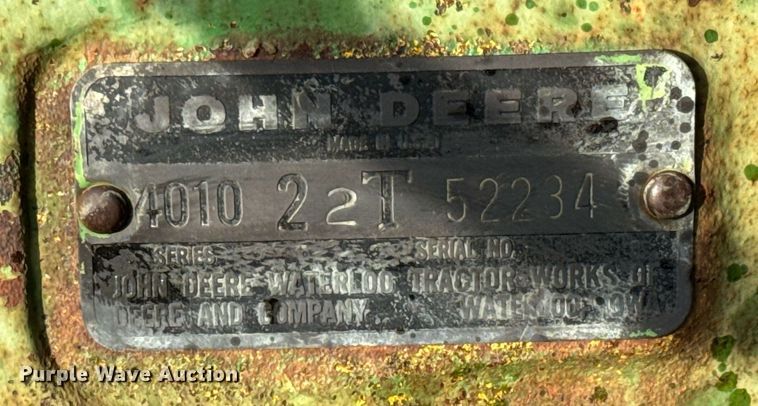 JOHN DEERE
MADE IN U.S.A.
4010 22T 52234
SERIES SERIAL NO.
JOHN DEERE WATERLOO TRACTOR WORKS OF
DEERE AND COMPANY, WATERLOO, IOWA
Purple Wave Auction